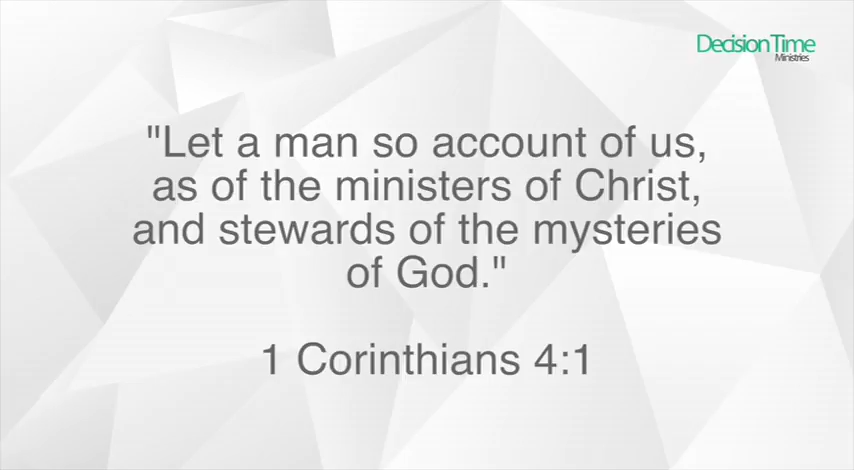 DecisionTime
Ministries
"Let a man so account of us,
as of the ministers of Christ,
and stewards of the mysteries
of God."
1 Corinthians 4:1